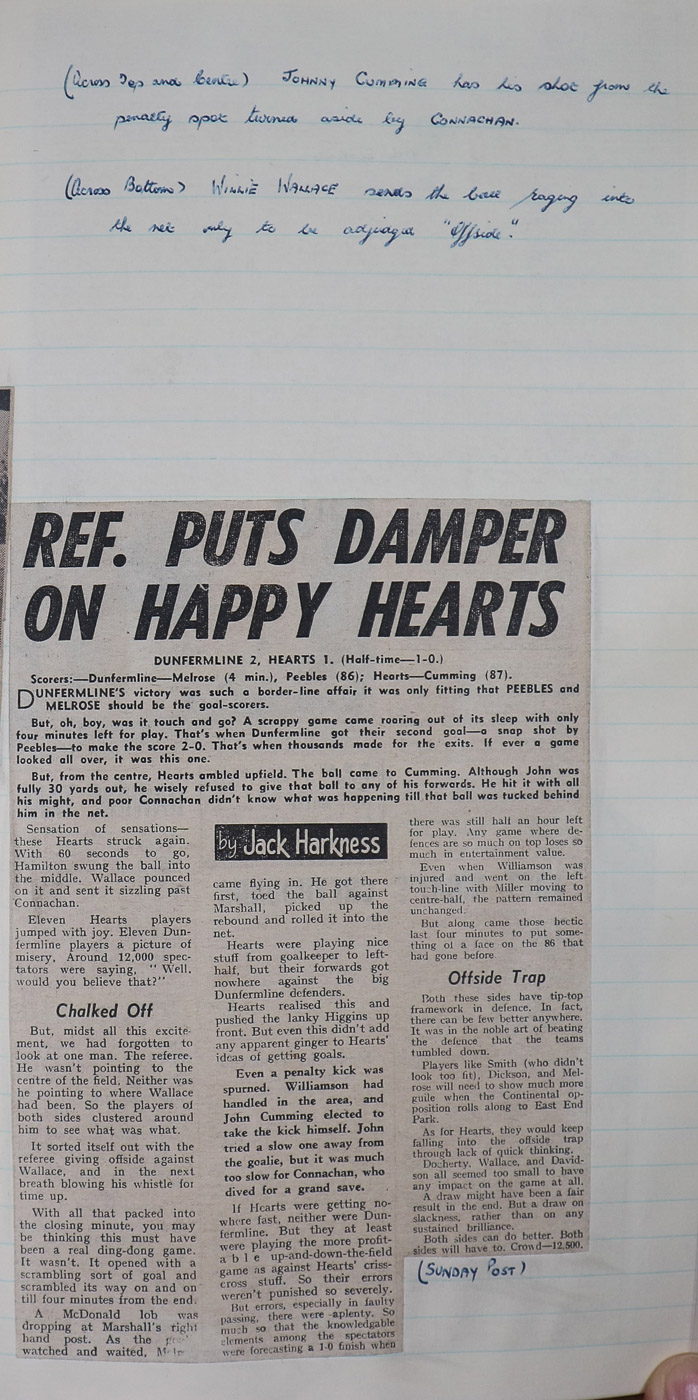 (Across Top and Centre) JOHNNY CUMMING has his shot from the
penalty spot turned aside by CONNACHAN.
(Across Bottom) WILLIE WALLACE sends the ball raging into
the net only to be adjudged "Offside".
REF. PUTS DAMPER
ON HAPPY HEARTS
DUNFERMLINE 2, HEARTS 1. (Half-time—1-0.)
Scorers:—Dunfermline—Melrose (4 min.), Peebles (86); Hearts—Cumming (87).
DUNFERMLINE'S victory was such a border-line affair it was only fitting that PEEBLES and
MELROSE should be the goal-scorers.
But, oh, boy, was it touch and go? A scrappy game came roaring out of its sleep with only
four minutes left for play. That's when Dunfermline got their second goal—a snap shot by
Peebles—to make the score 2-0. That's when thousands made for the exits. If ever a game
looked all over, it was this one.
But, from the centre, Hearts ambled upfield. The ball came to Cumming. Although John was
fully 30 yards out, he wisely refused to give that ball to any of his forwards. He hit it with all
his might, and poor Connachan didn't know what was happening till that ball was tucked behind
him in the net.
Sensation of sensations—
these Hearts struck again.
With 60 seconds to go,
Hamilton swung the ball into
the middle. Wallace pounced
on it and sent it sizzling past
Connachan.
Eleven Hearts players
jumped with joy. Eleven Dun-
fermline players a picture of
misery. Around 12,000 spec-
tators were saying, "Well,
would you believe that?"
Chalked Off
But, midst all this excite-
ment, we had forgotten to
look at one man. The referee.
He wasn't pointing to the
centre of the field. Neither was
he pointing to where Wallace
had been. So the players of
both sides clustered around
him to see what was what.
It sorted itself out with the
referee giving offside against
Wallace, and in the next
breath blowing his whistle for
time up.
With all that packed into
the closing minute, you may
be thinking this must have
been a real ding-dong game.
It wasn't. It opened with a
scrambling sort of goal and
scrambled its way on and on
till four minutes from the end.
A McDonald lob was
dropping at Marshall's right
hand post. As the
watched and waited,
by Jack Harkness
came flying in. He got there
first, toed the ball against
Marshall, picked up the
rebound and rolled it into the
net.
Hearts were playing nice
stuff from goalkeeper to left-
half, but their forwards got
nowhere against the big
Dunfermline defenders.
Hearts realised this and
pushed the lanky Higgins up
front. But even this didn't add
any apparent ginger to Hearts'
ideas of getting goals.
Even a penalty kick was
spurned. Williamson had
handled in the area, and
John Cumming elected to
take the kick himself. John
tried a slow one away from
the goalie, but it was much
too slow for Connachan, who
dived for a grand save.
If Hearts were getting no-
where fast, neither were Dun-
fermline. But they at least
were playing the more profit-
able up-and-down-the-field
game as against Hearts' criss-
cross stuff. So their errors
weren't punished so severely.
But errors, especially in faulty
passing, there were aplenty. So
much so that the knowledgable
elements among the spectators
were forecasting a 1-0 finish when
there was still half an hour left
for play. Any game where de-
fences are so much on top loses so
much in entertainment value.
Even when Williamson was
injured and went on the left
touch-line with Miller moving to
centre-half, the pattern remained
unchanged.
But along came those hectic
last four minutes to put some-
thing of a face on the 86 that
had gone before.
Offside Trap
Both these sides have tip-top
framework in defence. In fact,
there can be few better anywhere.
It was in the noble art of beating
the defence that the teams
tumbled down.
Players like Smith (who didn't
look too fit), Dickson, and Mel-
rose will need to show much more
guile when the Continental op-
position rolls along to East End
Park.
As for Hearts, they would keep
falling into the offside trap
through lack of quick thinking.
Docherty, Wallace, and David-
son all seemed too small to have
any impact on the game at all.
A draw might have been a fair
result in the end. But a draw on
slackness, rather than on any
sustained brilliance.
Both sides can do better. Both
sides will have to. Crowd—12,500.
(SUNDAY POST)